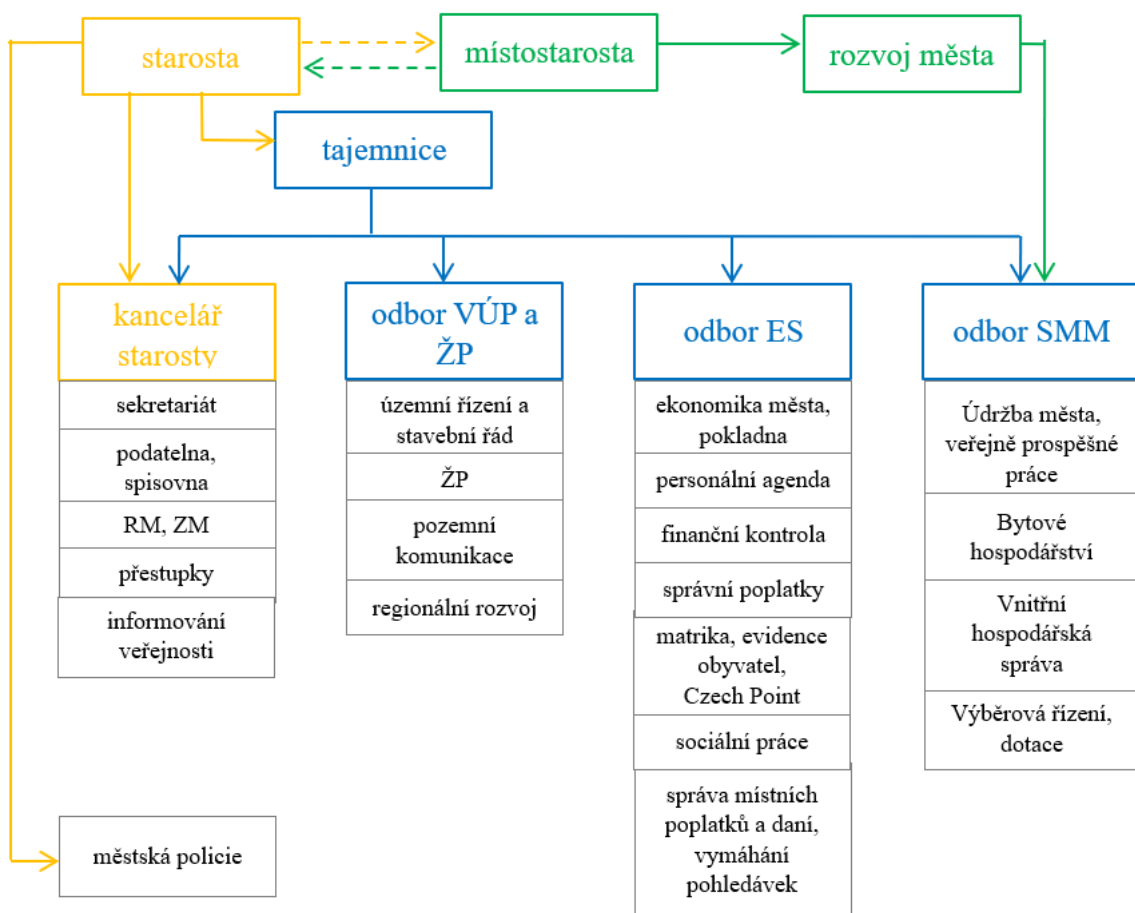 starosta
místostarosta
rozvoj města
tajemnice
kancelář
starosty
sekretariát
podatelna,
spisovna
RM, ZM
přestupky
informování
veřejnosti
městská policie
odbor VÚP a
ŽP
územní řízení a
stavební řád
ŽP
pozemní
komunikace
regionální rozvoj
odbor ES
ekonomika města,
pokladna
personální agenda
finanční kontrola
správní poplatky
matrika, evidence
obyvatel,
Czech Point
sociální práce
správa místních
poplatků a daní,
vymáhání
pohledávek
odbor SMM
Údržba města,
veřejně prospěšné
práce
Bytové
hospodářství
Vnitřní
hospodářská
správa
Výběrová řízení,
dotace